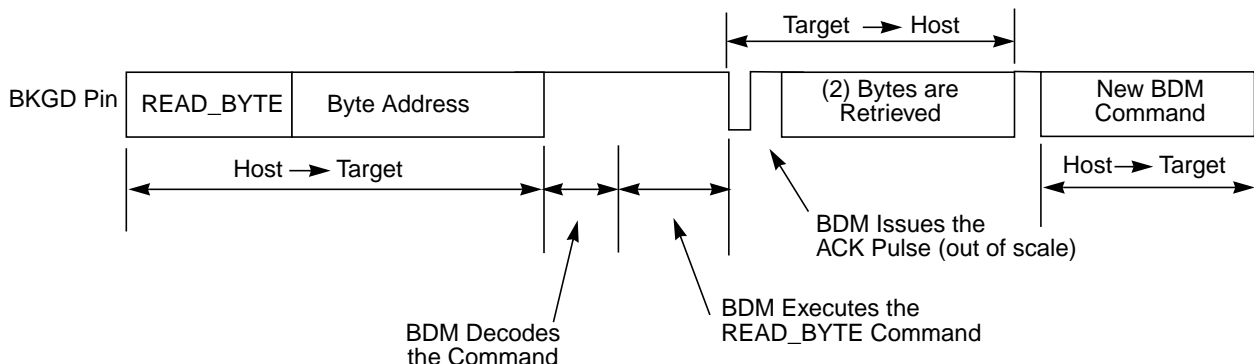 Target → Host
BKGD Pin
READ_BYTE
Byte Address
(2) Bytes are
Retrieved
New BDM
Command
Host → Target
Host → Target
BDM Issues the
ACK Pulse (out of scale)
BDM Executes the
READ_BYTE Command
BDM Decodes
the Command